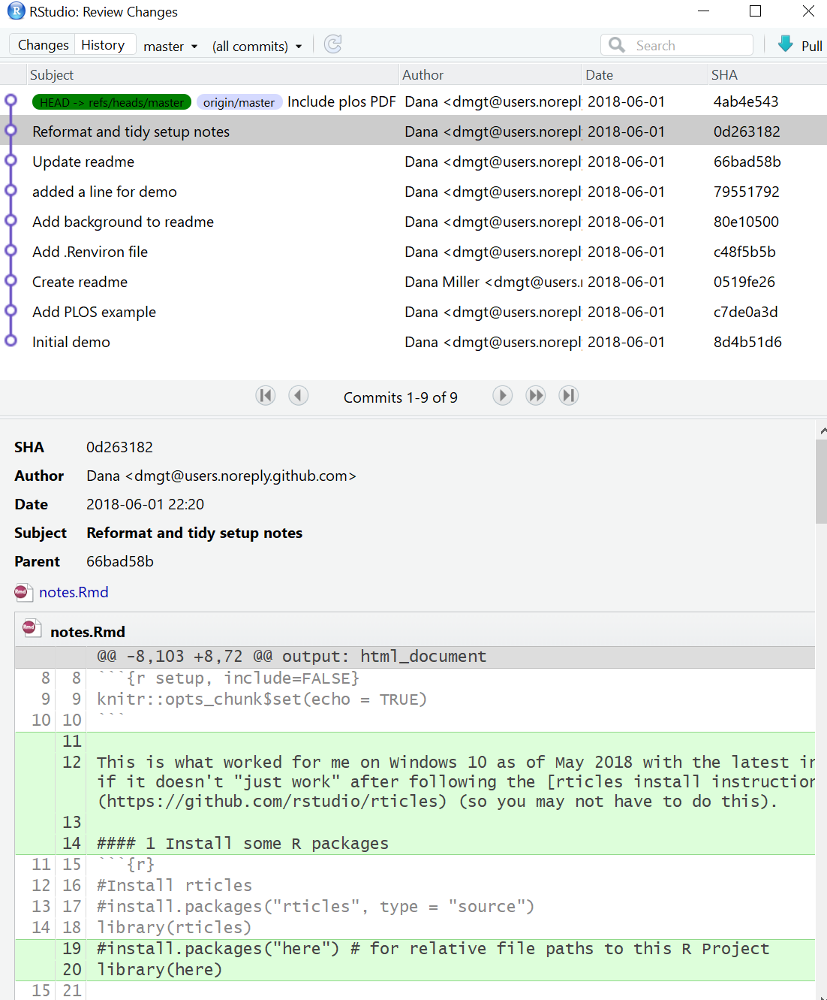 RStudio: Review Changes
Changes History master (all commits) Search Pull
Subject Author Date SHA
HEAD -> refs/heads/master origin/master Include plos PDF Dana <dmgt@users.noreply 2018-06-01 4ab4e543
Reformat and tidy setup notes Dana <dmgt@users.noreply 2018-06-01 0d263182
Update readme Dana <dmgt@users.noreply 2018-06-01 66bad58b
added a line for demo Dana <dmgt@users.noreply 2018-06-01 79551792
Add background to readme Dana <dmgt@users.noreply 2018-06-01 80e10500
Add .Renviron file Dana <dmgt@users.noreply 2018-06-01 c48f5b5b
Create readme Dana Miller <dmgt@users.n 2018-06-01 0519fe26
Add PLOS example Dana <dmgt@users.noreply 2018-06-01 c7de0a3d
Initial demo Dana <dmgt@users.noreply 2018-06-01 8d4b51d6
Commits 1-9 of 9
SHA 0d263182
Author Dana <dmgt@users.noreply.github.com>
Date 2018-06-01 22:20
Subject Reformat and tidy setup notes
Parent 66bad58b
notes.Rmd
notes.Rmd
@@ -8,103 +8,72 @@ output: html_document
8 8 ```{r setup, include=FALSE}
9 9 knitr::opts_chunk$set(echo = TRUE)
10 10 ```
11
12 This is what worked for me on Windows 10 as of May 2018 with the latest in
if it doesn't "just work" after following the [rticles install instruction
(https://github.com/rstudio/rticles) (so you may not have to do this).
13
14 #### 1 Install some R packages
11 15 ```{r}
12 16 #Install rticles
13 17 #install.packages("rticles", type = "source")
14 18 library(rticles)
19 #install.packages("here") # for relative file paths to this R Project
20 library(here)
15 21